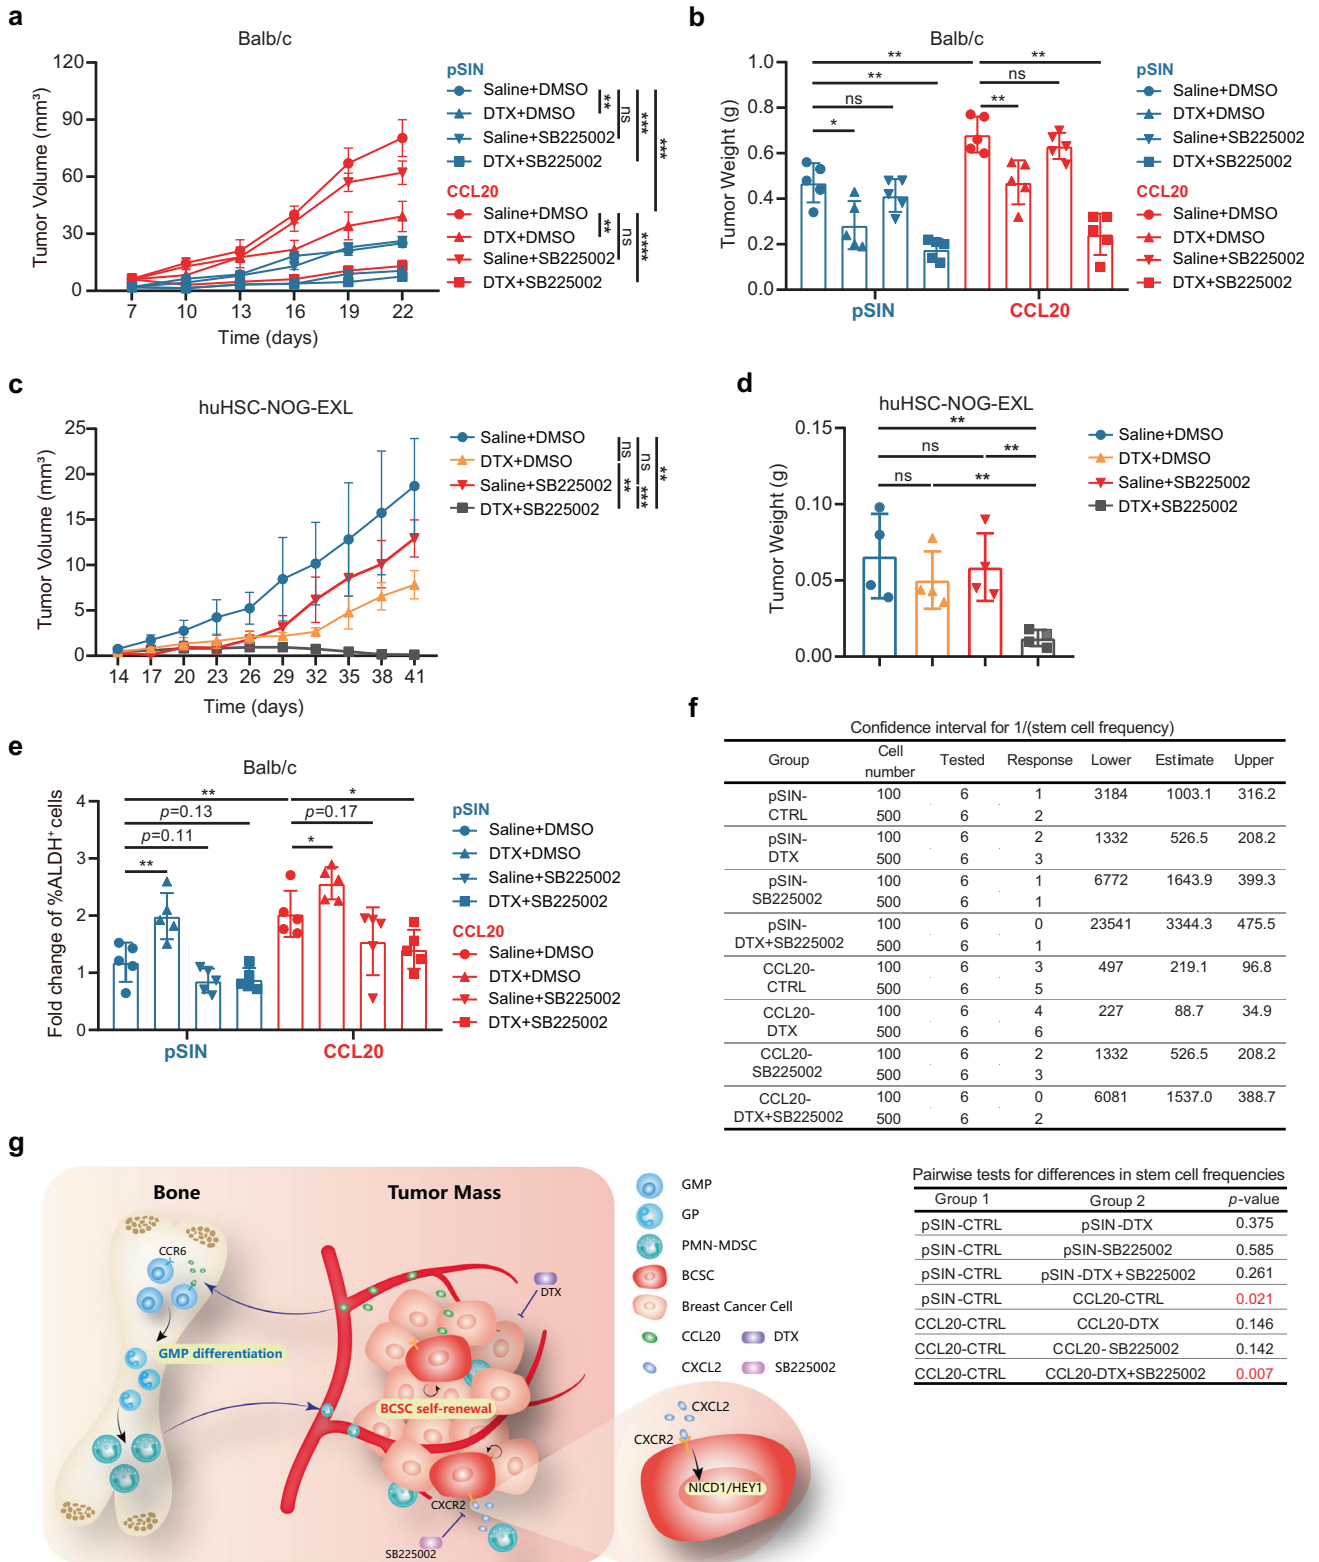 a
Balb/c
Tumor Volume (mm³)
120
90
60
30
0
7 10 13 16 19 22
Time (days)
pSIN
Saline+DMSO
DTX+DMSO
Saline+SB225002
DTX+SB225002
CCL20
Saline+DMSO
DTX+DMSO
Saline+SB225002
DTX+SB225002
** ns *** ***
** ns ****
b
Balb/c
Tumor Weight (g)
1.0
0.8
0.6
0.4
0.2
0.0
** **
** ns
ns **
*
pSIN CCL20
pSIN
Saline+DMSO
DTX+DMSO
Saline+SB225002
DTX+SB225002
CCL20
Saline+DMSO
DTX+DMSO
Saline+SB225002
DTX+SB225002
c
huHSC-NOG-EXL
Tumor Volume (mm³)
25
20
15
10
5
0
14 17 20 23 26 29 32 35 38 41
Time (days)
Saline+DMSO
DTX+DMSO
Saline+SB225002
DTX+SB225002
ns ns **
** ***
d
huHSC-NOG-EXL
Tumor Weight (g)
0.15
0.10
0.05
0.00
**
ns **
ns **
Saline+DMSO
DTX+DMSO
Saline+SB225002
DTX+SB225002
e
Balb/c
Fold change of %ALDH⁺ cells
4
3
2
1
0
** *
p=0.13 p=0.17
p=0.11 *
**
pSIN CCL20
pSIN
Saline+DMSO
DTX+DMSO
Saline+SB225002
DTX+SB225002
CCL20
Saline+DMSO
DTX+DMSO
Saline+SB225002
DTX+SB225002
f
Confidence interval for 1/(stem cell frequency)
Group Cell number Tested Response Lower Estimate Upper
pSIN-CTRL 100 6 1 3184 1003.1 316.2
500 6 2
pSIN-DTX 100 6 2 1332 526.5 208.2
500 6 3
pSIN-SB225002 100 6 1 6772 1643.9 399.3
500 6 1
pSIN-DTX+SB225002 100 6 0 23541 3344.3 475.5
500 6 1
CCL20-CTRL 100 6 3 497 219.1 96.8
500 6 5
CCL20-DTX 100 6 4 227 88.7 34.9
500 6 6
CCL20-SB225002 100 6 2 1332 526.5 208.2
500 6 3
CCL20-DTX+SB225002 100 6 0 6081 1537.0 388.7
500 6 2
Pairwise tests for differences in stem cell frequencies
Group 1 Group 2 p-value
pSIN-CTRL pSIN-DTX 0.375
pSIN-CTRL pSIN-SB225002 0.585
pSIN-CTRL pSIN-DTX+SB225002 0.261
pSIN-CTRL CCL20-CTRL 0.021
CCL20-CTRL CCL20-DTX 0.146
CCL20-CTRL CCL20-SB225002 0.142
CCL20-CTRL CCL20-DTX+SB225002 0.007
g
Bone
Tumor Mass
CCR6
GMP differentiation
DTX
BCSC self-renewal
CXCR2
SB225002
GMP
GP
PMN-MDSC
BCSC
Breast Cancer Cell
CCL20 DTX
CXCL2 SB225002
CXCL2
CXCR2
NICD1/HEY1